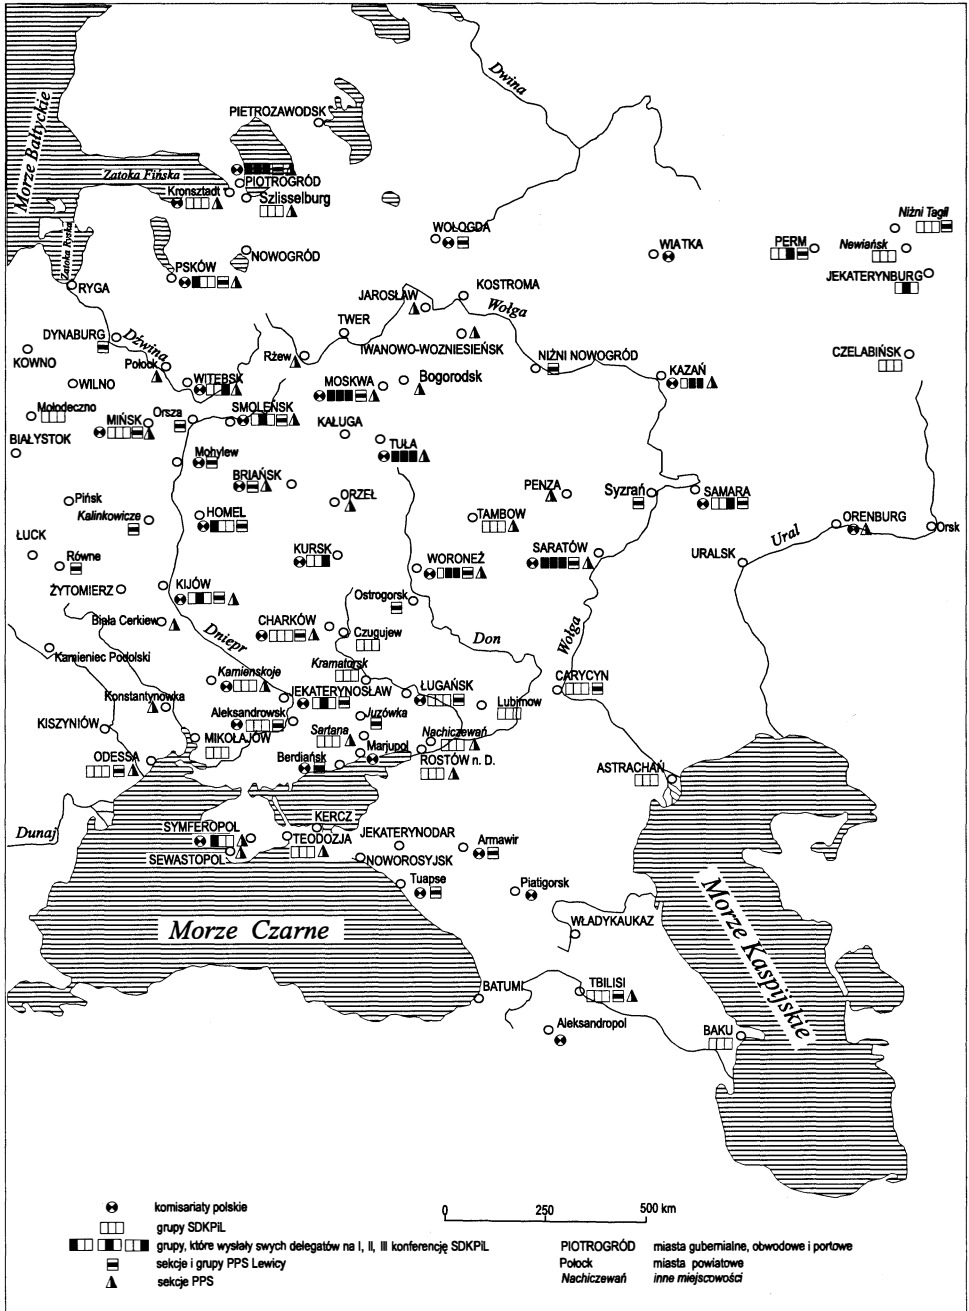 Dwina
Morze Bałtyckie
PIETROZAWODSK
Zatoka Fińska
PIOTROGRÓD
Kronsztadt
Szlisselburg
Niżni Tagil
WOŁOGDA
WIATKA
PERM
Newiańsk
Zatoka Ryska
NOWOGRÓD
PSKÓW
JEKATERYNBURG
RYGA
KOSTROMA
JAROSŁAW
Wołga
TWER
DYNABURG
Dźwina
IWANOWO-WOZNIESIEŃSK
KOWNO
Połock
Rżew
NIŻNI NOWOGRÓD
CZELABIŃSK
WILNO
WITEBSK
MOSKWA
Bogorodsk
KAZAŃ
Mołodeczno
MIŃSK
Orsza
SMOLEŃSK
KAŁUGA
BIAŁYSTOK
TUŁA
Mohylew
BRIAŃSK
PENZA
Pińsk
ORZEŁ
Syzrań
SAMARA
Kalinkowicze
HOMEL
TAMBOW
ORENBURG
Orsk
ŁUCK
Ural
Równe
KURSK
WORONEŻ
SARATÓW
URALSK
ŻYTOMIERZ
KIJÓW
Ostrogorsk
Biała Cerkiew
CHARKÓW
Dniepr
Czugujew
Don
Wołga
Kamieniec Podolski
Kamienskoje
Kramatorsk
CARYCYN
Konstantynówka
JEKATERYNOSŁAW
ŁUGAŃSK
Lubimow
KISZYNIÓW
Aleksandrowsk
Juzówka
MIKOŁAJÓW
Sartana
Nachiczewań
ODESSA
Berdiańsk
Marjupol
ROSTÓW n. D.
ASTRACHAŃ
Dunaj
SYMFEROPOL
KERCZ
TEODOZJA
JEKATERYNODAR
Armawir
SEWASTOPOL
NOWOROSYJSK
Tuapse
Piatigorsk
Morze Czarne
WŁADYKAUKAZ
Morze Kaspijskie
BATUMI
TBILISI
Aleksandropol
BAKU
komisariaty polskie
grupy SDKPiL
grupy, które wysłały swych delegatów na I, II, III konferencję SDKPiL
sekcje i grupy PPS Lewicy
sekcje PPS
0 250 500 km
PIOTROGRÓD miasta gubernialne, obwodowe i portowe
Połock miasta powiatowe
Nachiczewań inne miejscowości